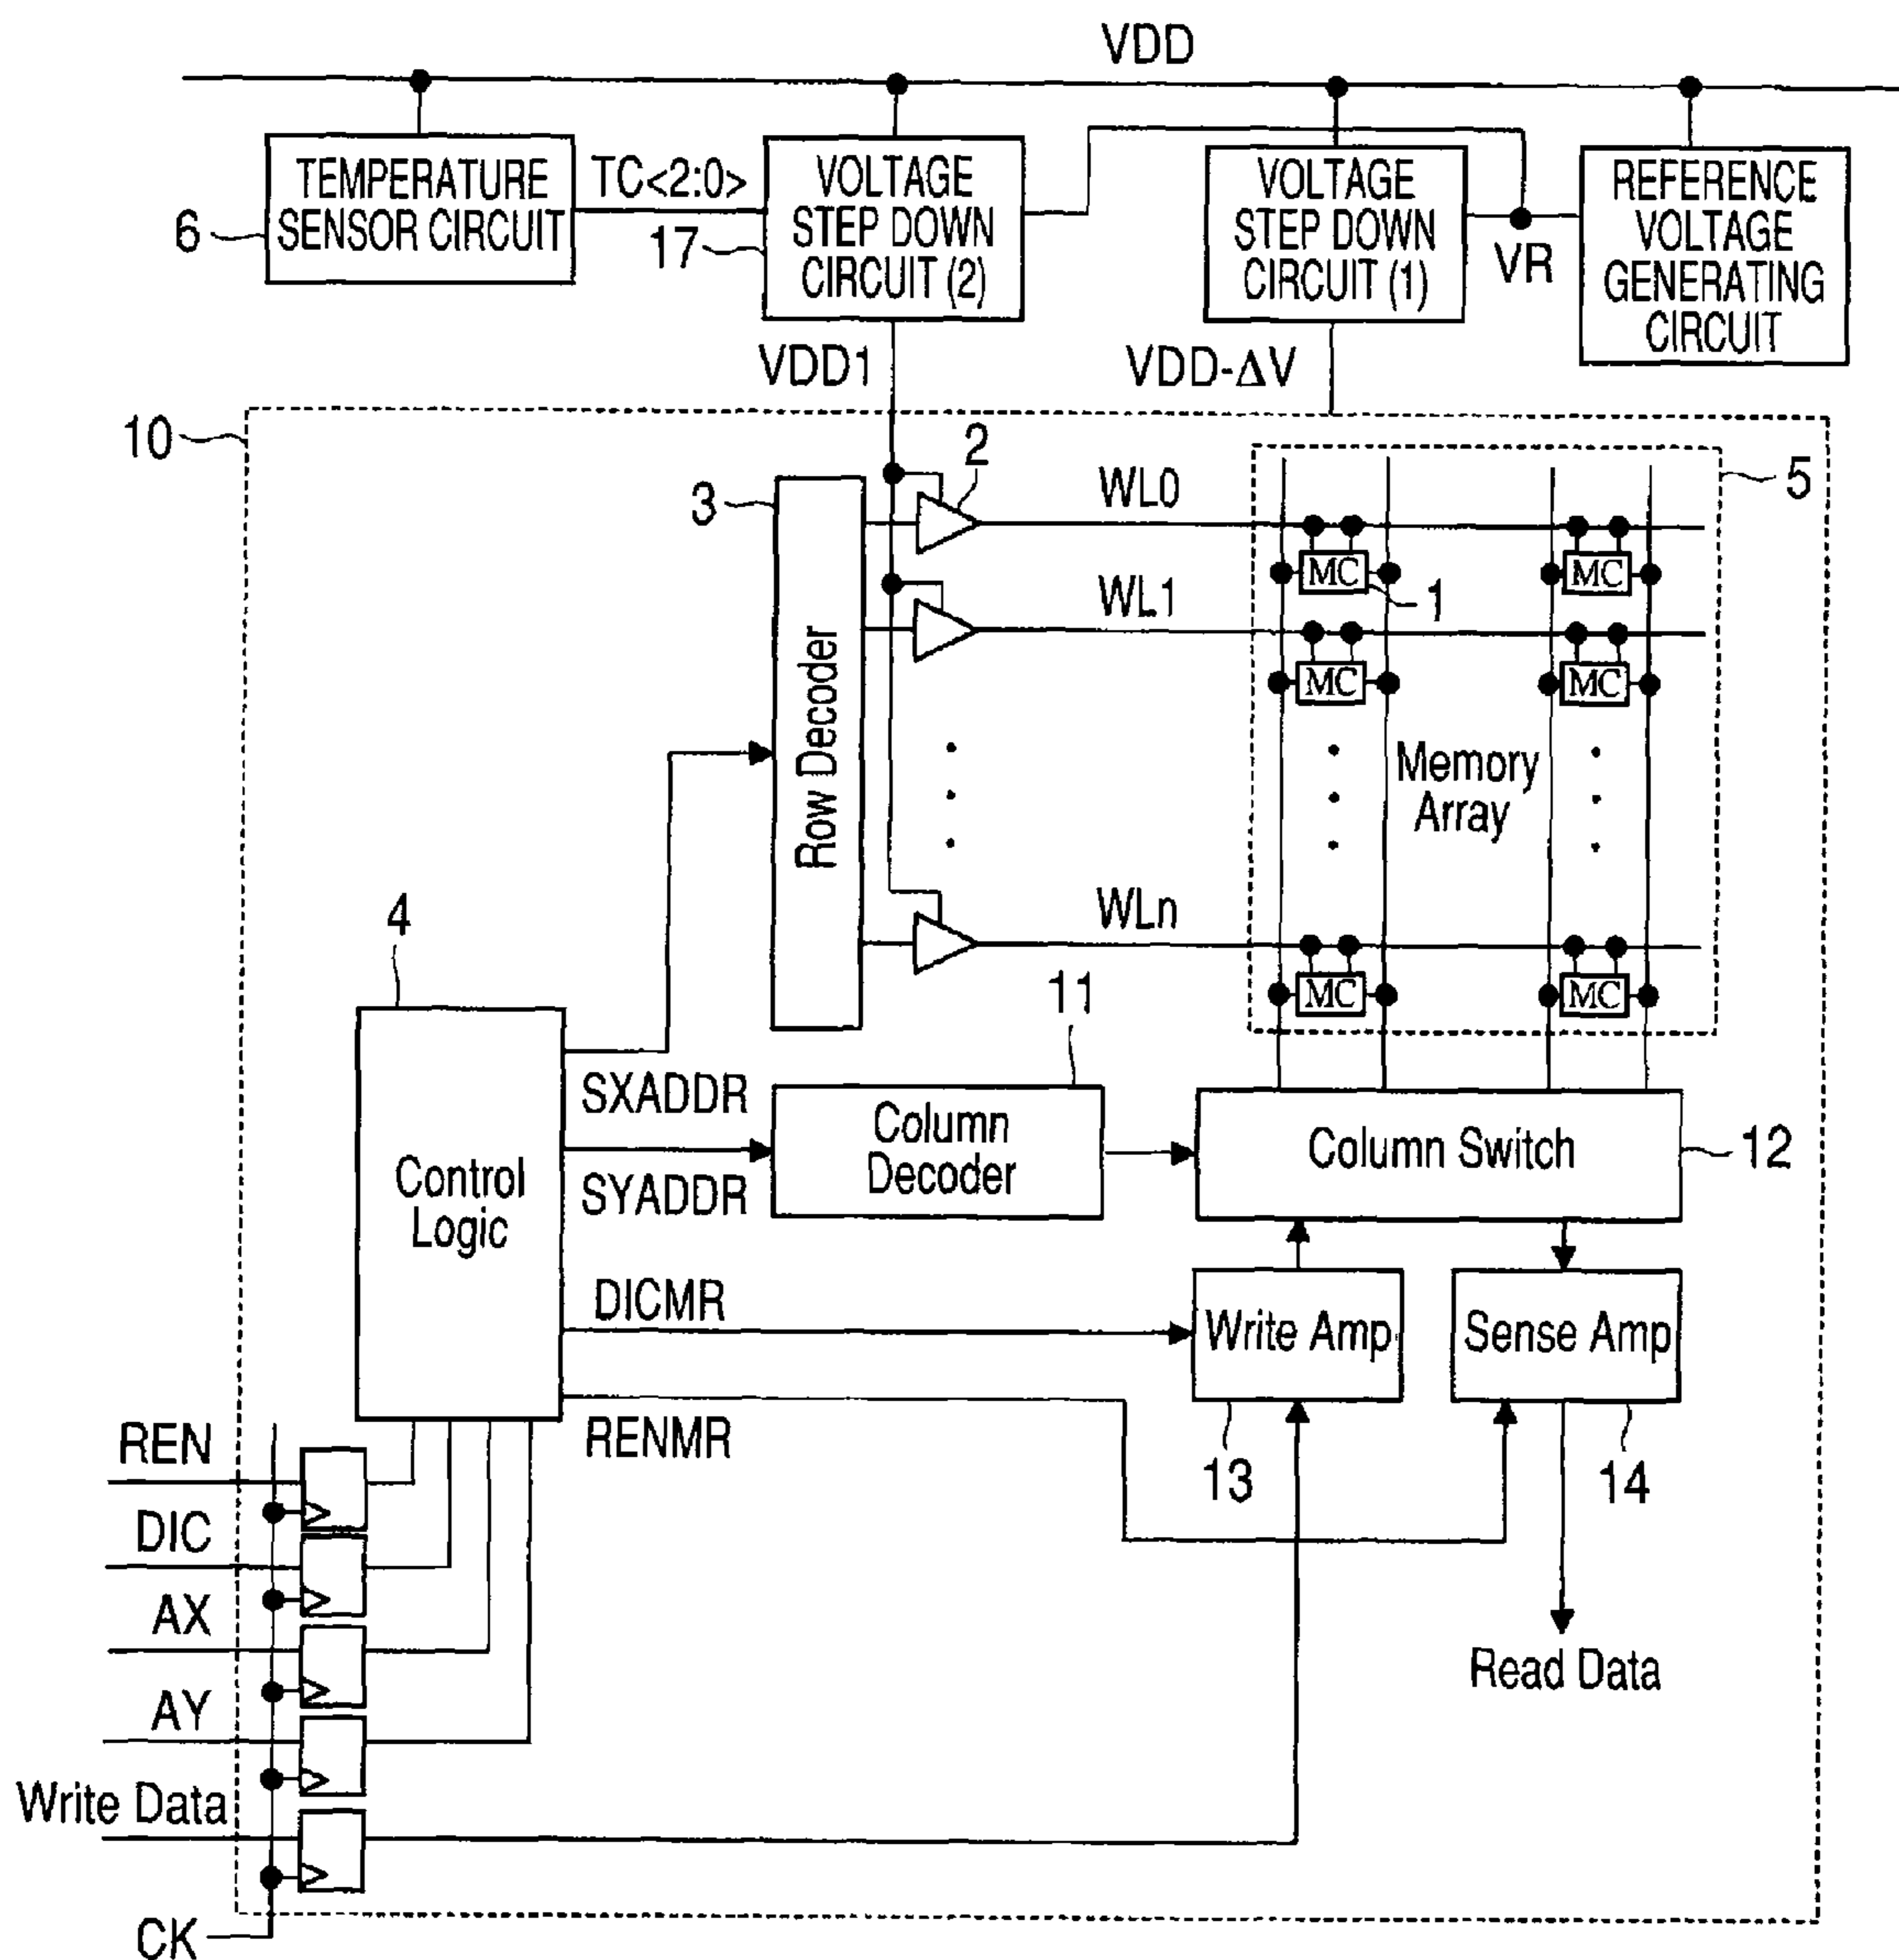 VDD
TEMPERATURE
SENSOR CIRCUIT
6
TC<2:0>
VOLTAGE
STEP DOWN
CIRCUIT (2)
17
VOLTAGE
STEP DOWN
CIRCUIT (1)
VR
REFERENCE
VOLTAGE
GENERATING
CIRCUIT
VDD1
VDD-ΔV
10
3
2
WL0
5
MC
MC
1
WL1
MC
MC
Row Decoder
Memory
Array
WLn
MC
MC
4
11
Control
Logic
SXADDR
SYADDR
Column
Decoder
Column Switch
12
DICMR
Write Amp
Sense Amp
RENMR
13
14
REN
DIC
AX
AY
Write Data
Read Data
CK